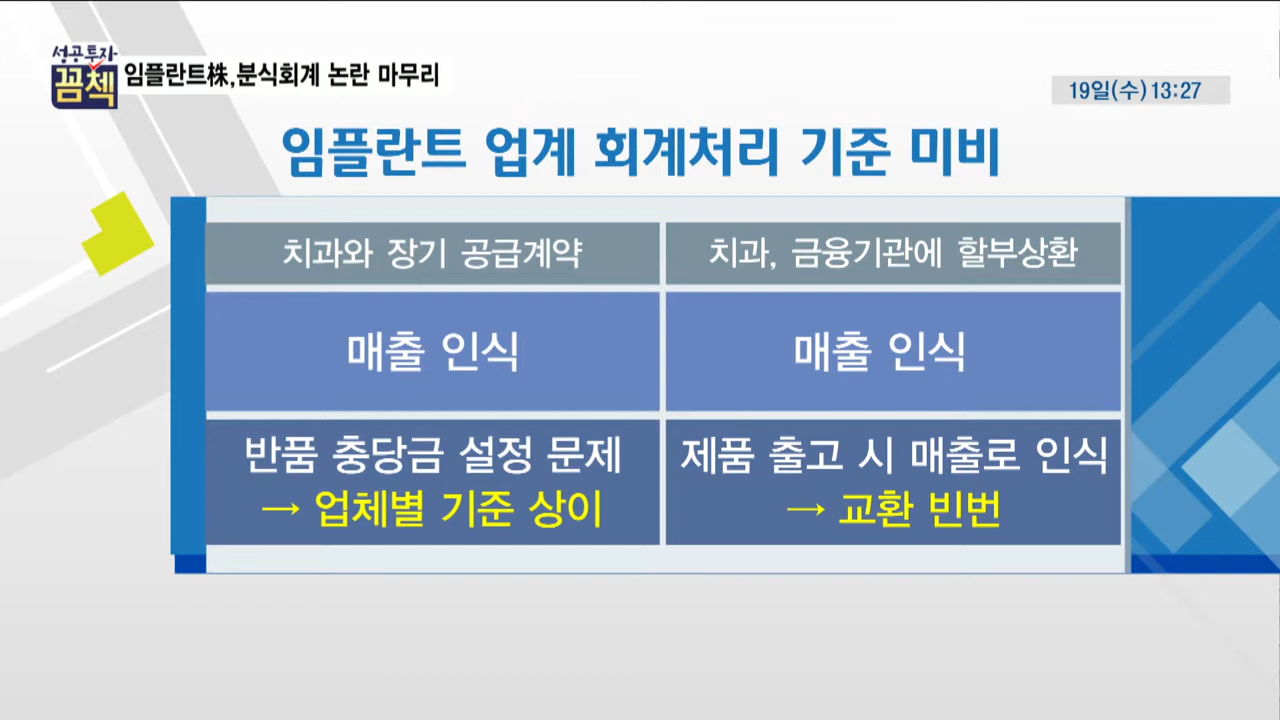 성공투자
꼼첵
임플란트株,분식회계 논란 마무리
19일(수)13:27
임플란트 업계 회계처리 기준 미비
치과와 장기 공급계약
치과, 금융기관에 할부상환
매출 인식
매출 인식
반품 충당금 설정 문제
→ 업체별 기준 상이
제품 출고 시 매출로 인식
→ 교환 빈번